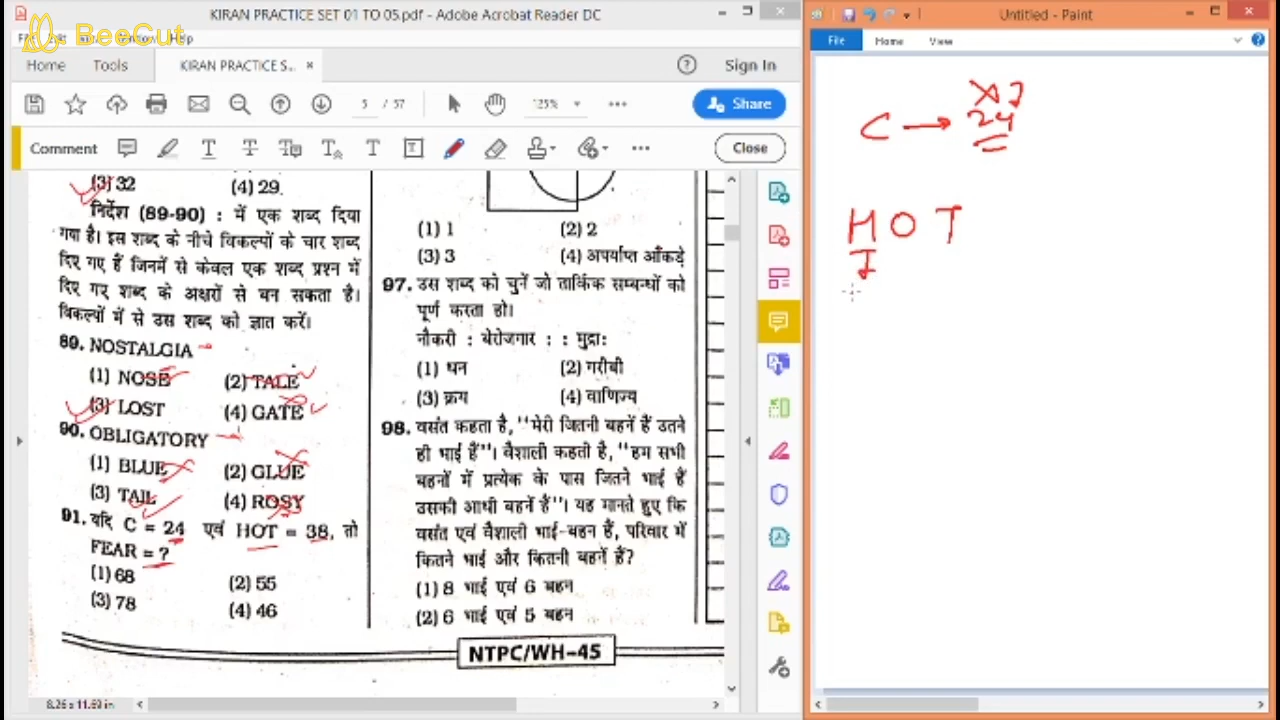 KIRAN PRACTICE SET 01 TO 05.pdf - Adobe Acrobat Reader DC
BeeCut
Help
Home Tools KIRAN PRACTICE S... × Sign In
5 / 57 125% Share
Comment Close
(3) 32 (4) 29
निर्देश (89-90) : में एक शब्द दिया
गया है। इस शब्द के नीचे विकल्पों के चार शब्द
दिए गए हैं जिनमें से केवल एक शब्द प्रश्न में
दिए गए शब्द के अक्षरों से बन सकता है।
विकल्पों में से उस शब्द को ज्ञात करें।
89. NOSTALGIA
(1) NOSE (2) TALE
(3) LOST (4) GATE
90. OBLIGATORY
(1) BLUE (2) GLUE
(3) TAIL (4) ROSY
91. यदि C = 24 एवं HOT = 38, तो
FEAR = ?
(1) 68 (2) 55
(3) 78 (4) 46
(1) 1 (2) 2
(3) 3 (4) अपर्याप्त आँकड़े
97. उस शब्द को चुनें जो तार्किक सम्बन्धों को
पूर्ण करता हो।
नौकरी : बेरोजगार : : मुद्रा:
(1) धन (2) गरीबी
(3) क्रय (4) वाणिज्य
98. वसंत कहता है, "मेरी जितनी बहनें हैं उतने
ही भाई हैं"। वैशाली कहती है, "हम सभी
बहनों में प्रत्येक के पास जितने भाई हैं
उसकी आधी बहनें हैं"। यह मानते हुए कि
वसंत एवं वैशाली भाई-बहन हैं, परिवार में
कितने भाई और कितनी बहनें हैं?
(1) 8 भाई एवं 6 बहन
(2) 6 भाई एवं 5 बहन
NTPC/WH-45
8.26 x 11.69 in
Untitled - Paint
File Home View
C → 24
HOT